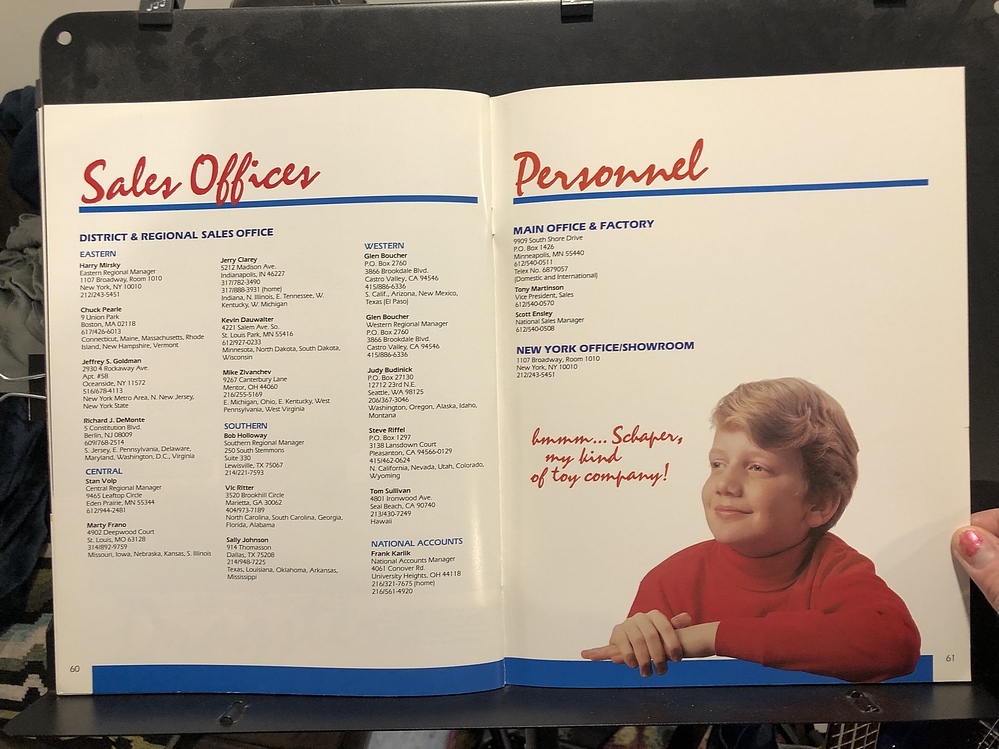 Sales Offices
DISTRICT & REGIONAL SALES OFFICE
EASTERN
Harry Mirsky
Eastern Regional Manager
1107 Broadway, Room 1010
New York, NY 10010
212/243-5451
Chuck Pearle
9 Union Park
Boston, MA 02118
617/426-6013
Connecticut, Maine, Massachusetts, Rhode
Island, New Hampshire, Vermont
Jeffrey S. Goldman
2930 4 Rockaway Ave.
Apt. #5B
Oceanside, NY 11572
516/678-4113
New York Metro Area, N. New Jersey,
New York State
Richard J. DeMonte
5 Constitution Blvd.
Berlin, NJ 08009
609/768-2514
S. Jersey, E. Pennsylvania, Delaware,
Maryland, Washington, D.C., Virginia
CENTRAL
Stan Volp
Central Regional Manager
9465 Leaftop Circle
Eden Prairie, MN 55344
612/944-2481
Marty Frano
4902 Deepwood Court
St. Louis, MO 63128
314/892-9759
Missouri, Iowa, Nebraska, Kansas, S. Illinois
Jerry Clarey
5212 Madison Ave.
Indianapolis, IN 46227
317/782-3490
317/888-3931 (home)
Indiana, N. Illinois, E. Tennessee, W.
Kentucky, W. Michigan
Kevin Dauwalter
4221 Salem Ave. So.
St. Louis Park, MN 55416
612/927-0233
Minnesota, North Dakota, South Dakota,
Wisconsin
Mike Zivanchev
9267 Canterbury Lane
Mentor, OH 44060
216/255-5169
E. Michigan, Ohio, E. Kentucky, West
Pennsylvania, West Virginia
SOUTHERN
Bob Holloway
Southern Regional Manager
250 South Stemmons
Suite 330
Lewisville, TX 75067
214/221-7593
Vic Ritter
3520 Brookhill Circle
Marietta, GA 30062
404/973-7189
North Carolina, South Carolina, Georgia,
Florida, Alabama
Sally Johnson
914 Thomasson
Dallas, TX 75208
214/948-7225
Texas, Louisiana, Oklahoma, Arkansas,
Mississippi
WESTERN
Glen Boucher
P.O. Box 2760
3866 Brookdale Blvd.
Castro Valley, CA 94546
415/886-6336
S. Calif., Arizona, New Mexico,
Texas (El Paso)
Glen Boucher
Western Regional Manager
P.O. Box 2760
3866 Brookdale Blvd.
Castro Valley, CA 94546
415/886-6336
Judy Budinick
P.O. Box 27130
12712 23rd N.E.
Seattle, WA 98125
206/367-3046
Washington, Oregon, Alaska, Idaho,
Montana
Steve Riffel
P.O. Box 1297
3138 Lansdown Court
Pleasanton, CA 94566-0129
415/462-0624
N. California, Nevada, Utah, Colorado,
Wyoming
Tom Sullivan
4801 Ironwood Ave.
Seal Beach, CA 90740
213/430-7249
Hawaii
NATIONAL ACCOUNTS
Frank Karlik
National Accounts Manager
4061 Conover Rd.
University Heights, OH 44118
216/321-7675 (home)
216/561-4920
60
Personnel
MAIN OFFICE & FACTORY
9909 South Shore Drive
P.O. Box 1426
Minneapolis, MN 55440
612/540-0511
Telex No. 6879057
(Domestic and International)
Tony Martinson
Vice President, Sales
612/540-0570
Scott Ensley
National Sales Manager
612/540-0508
NEW YORK OFFICE/SHOWROOM
1107 Broadway, Room 1010
New York, NY 10010
212/243-5451
hmmm... Schaper,
my kind
of toy company!
61